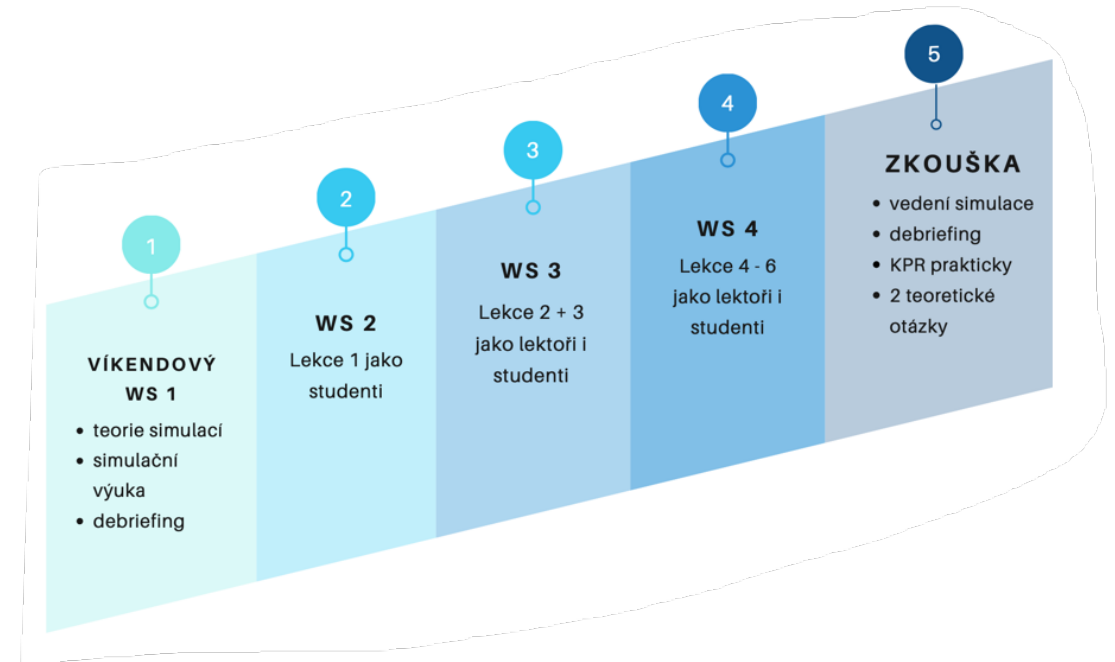 1
VÍKENDOVÝ
WS 1
• teorie simulací
• simulační
výuka
• debriefing
2
WS 2
Lekce 1 jako
studenti
3
WS 3
Lekce 2 + 3
jako lektoři i
studenti
4
WS 4
Lekce 4 - 6
jako lektoři i
studenti
5
ZKOUŠKA
• vedení simulace
• debriefing
• KPR prakticky
• 2 teoretické
otázky